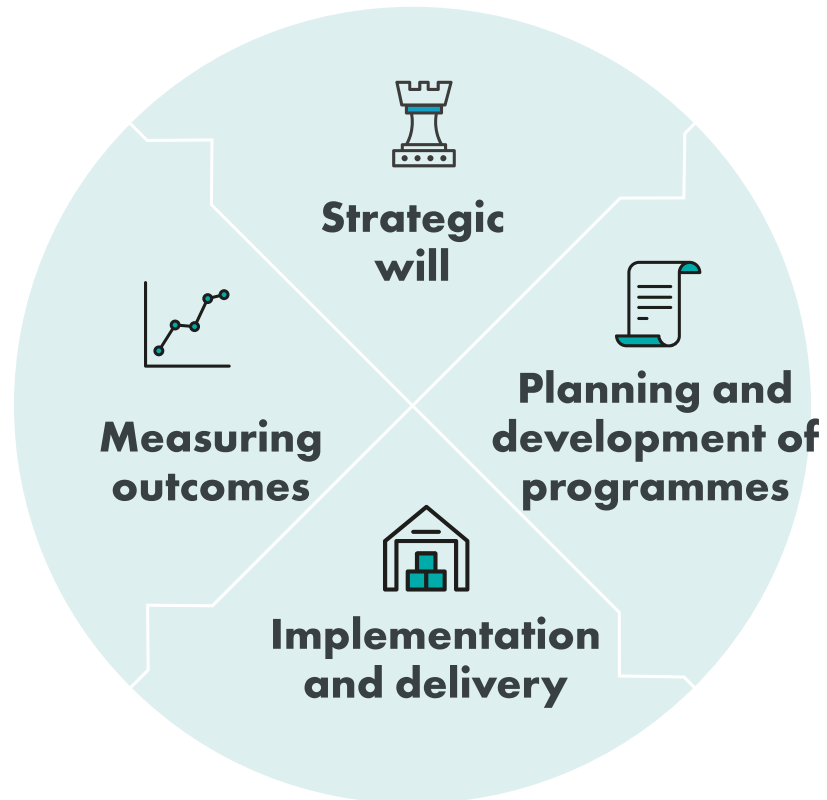 Strategic
will
Planning and
development of
programmes
Implementation
and delivery
Measuring
outcomes